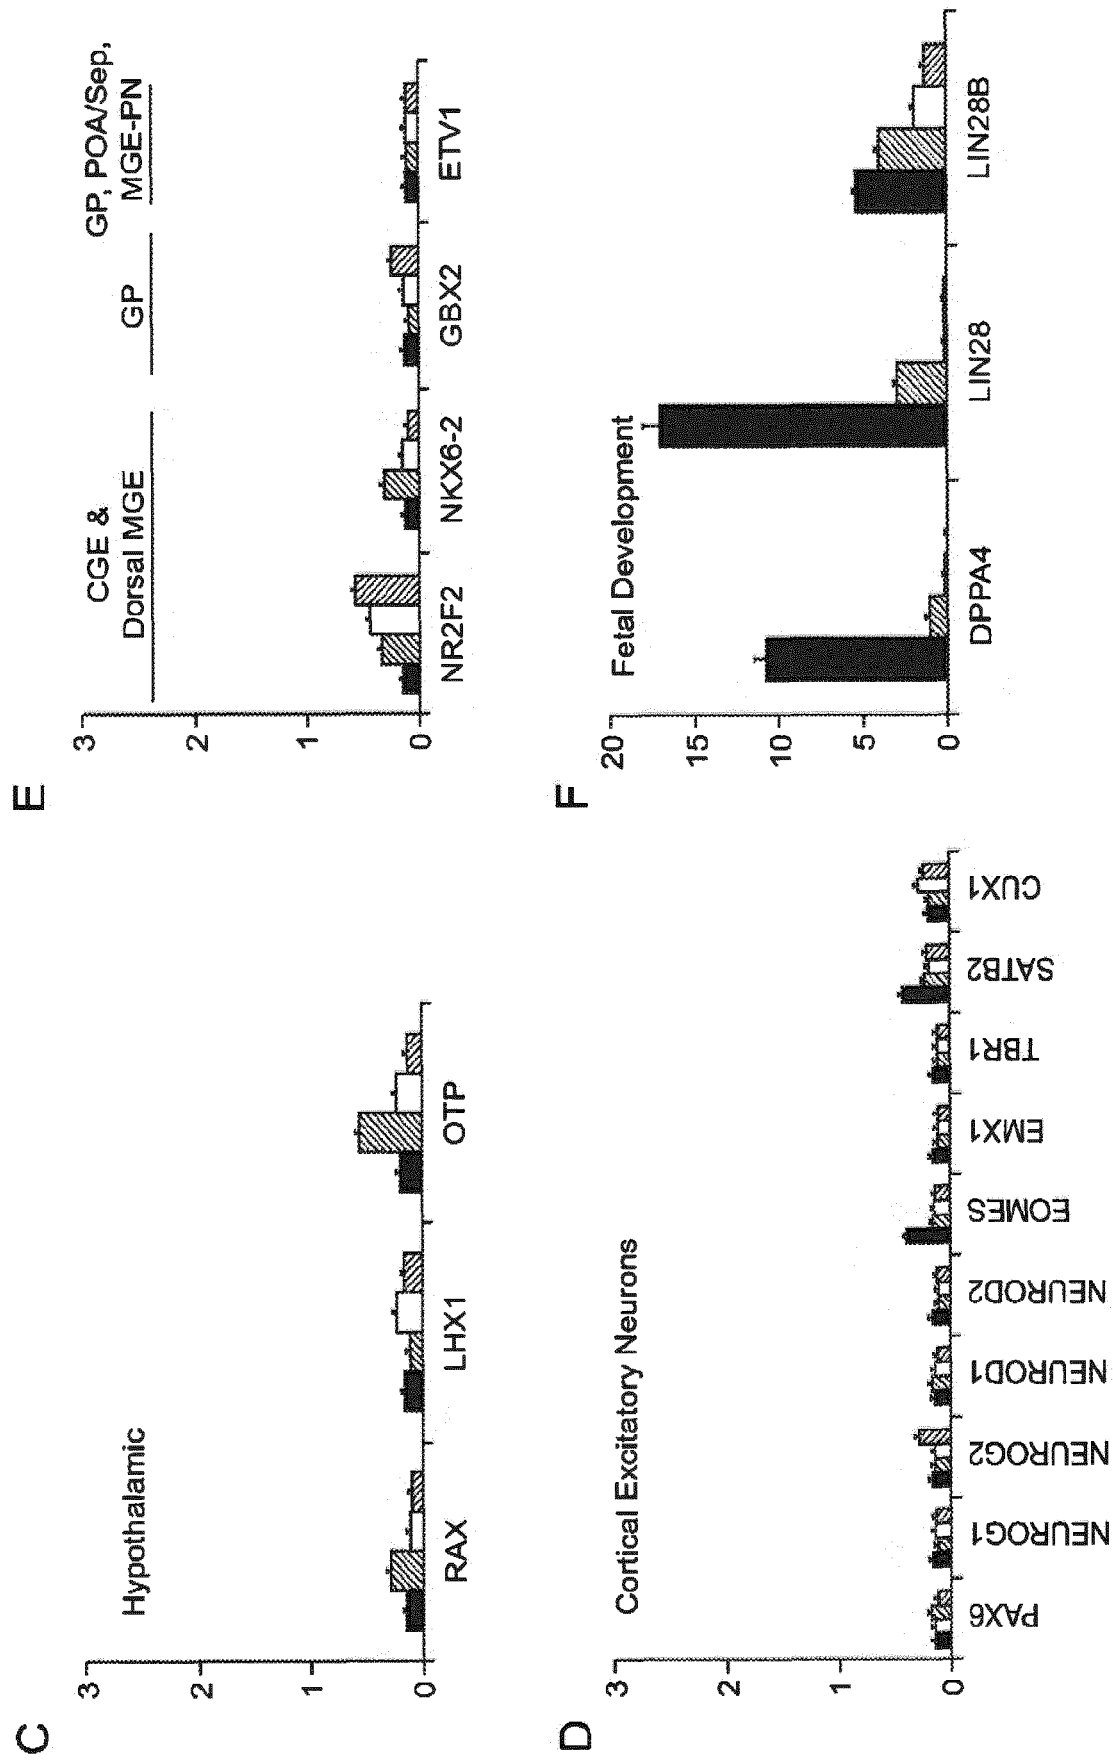 C
3
2
1
0
Hypothalamic
RAX
LHX1
OTP
D
3
2
1
0
Cortical Excitatory Neurons
PAX6
NEUROG1
NEUROG2
NEUROD1
NEUROD2
EOMES
EMX1
TBR1
SATB2
CUX1
E
3
2
1
0
CGE &
Dorsal MGE
GP
GP, POA/Sep,
MGE-PN
NR2F2
NKX6-2
GBX2
ETV1
F
20
15
10
5
0
Fetal Development
DPPA4
LIN28
LIN28B